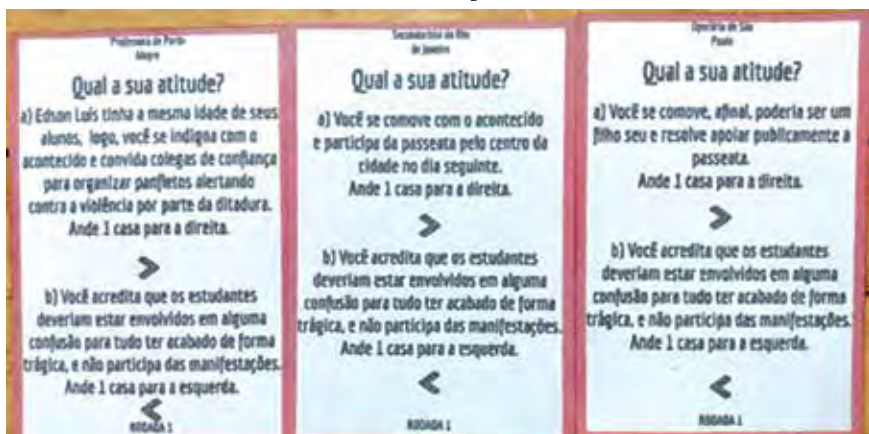 Professora de Porto
Alegre
Qual a sua atitude?
a) Edson Luís tinha a mesma idade de seus
alunos, logo, você se indigna com o
acontecido e convida colegas de confiança
para organizar panfletos alertando
contra a violência por parte da ditadura.
Ande 1 casa para a direita.
>
b) Você acredita que os estudantes
deveriam estar envolvidos em alguma
confusão para tudo ter acabado de forma
trágica, e não participa das manifestações.
Ande 1 casa para a esquerda.
<
RODADA 1
Secundarista do Rio
de Janeiro
Qual a sua atitude?
a) Você se comove com o acontecido
e participa da passeata pelo centro da
cidade no dia seguinte.
Ande 1 casa para a direita.
>
b) Você acredita que os estudantes
deveriam estar envolvidos em alguma
confusão para tudo ter acabado de forma
trágica, e não participa das manifestações.
Ande 1 casa para a esquerda.
<
RODADA 1
Operária de São
Paulo
Qual a sua atitude?
a) Você se comove, afinal, poderia ser um
filho seu e resolve apoiar publicamente a
passeata.
Ande 1 casa para a direita.
>
b) Você acredita que os estudantes
deveriam estar envolvidos em alguma
confusão para tudo ter acabado de forma
trágica, e não participa das manifestações.
Ande 1 casa para a esquerda.
<
RODADA 1